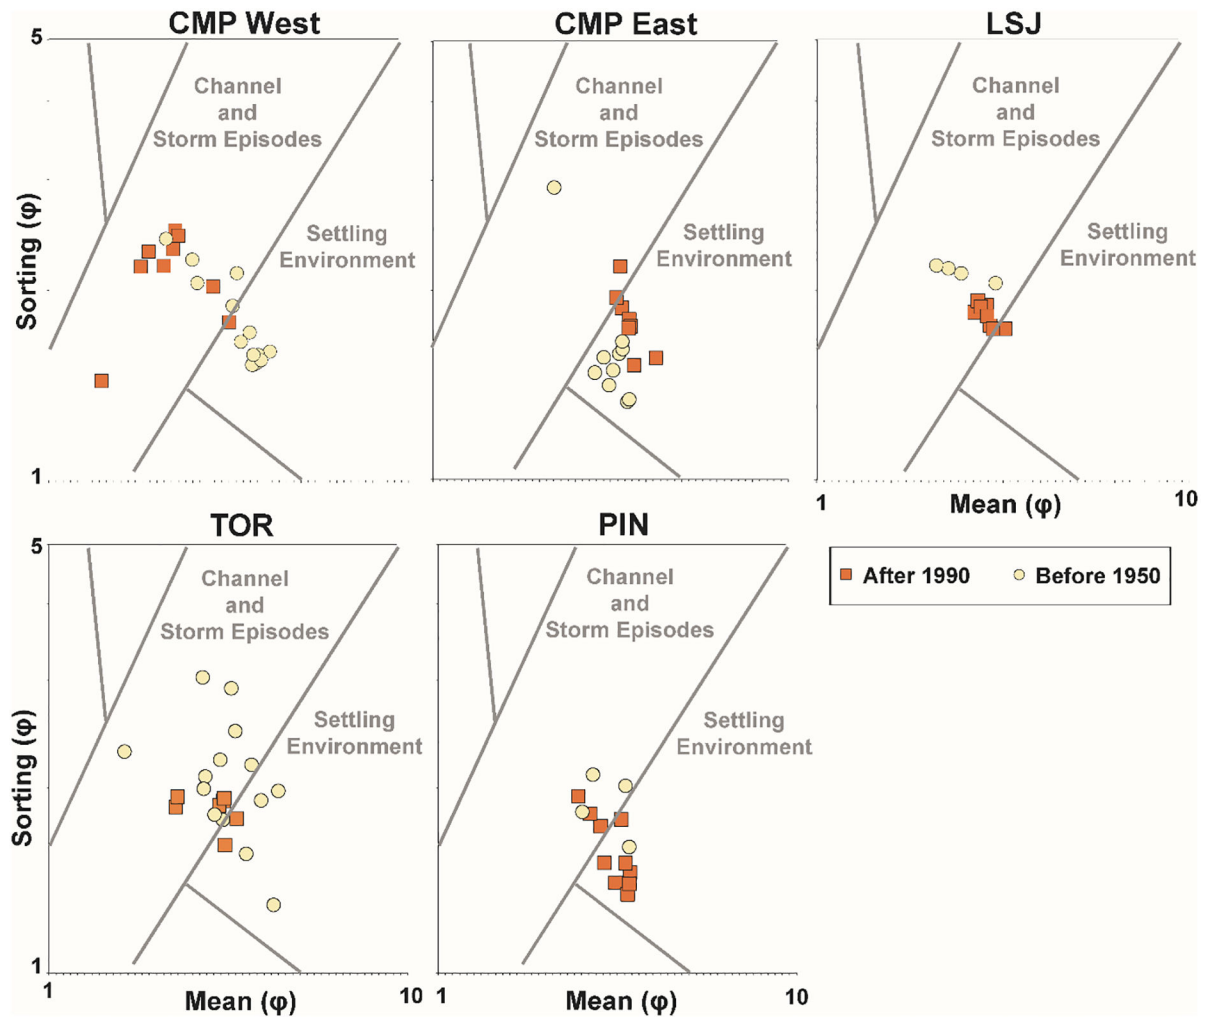 CMP West
CMP East
LSJ
5
10
Channel
and
Storm Episodes
Channel
and
Storm Episodes
Channel
and
Storm Episodes
Sorting (φ)
Settling
Environment
Settling
Environment
Settling
Environment
1
1
10
Mean (φ)
TOR
PIN
5
Channel
and
Storm Episodes
Channel
and
Storm Episodes
After 1990
Before 1950
Sorting (φ)
Settling
Environment
Settling
Environment
1
1
10
Mean (φ)
1
10
Mean (φ)